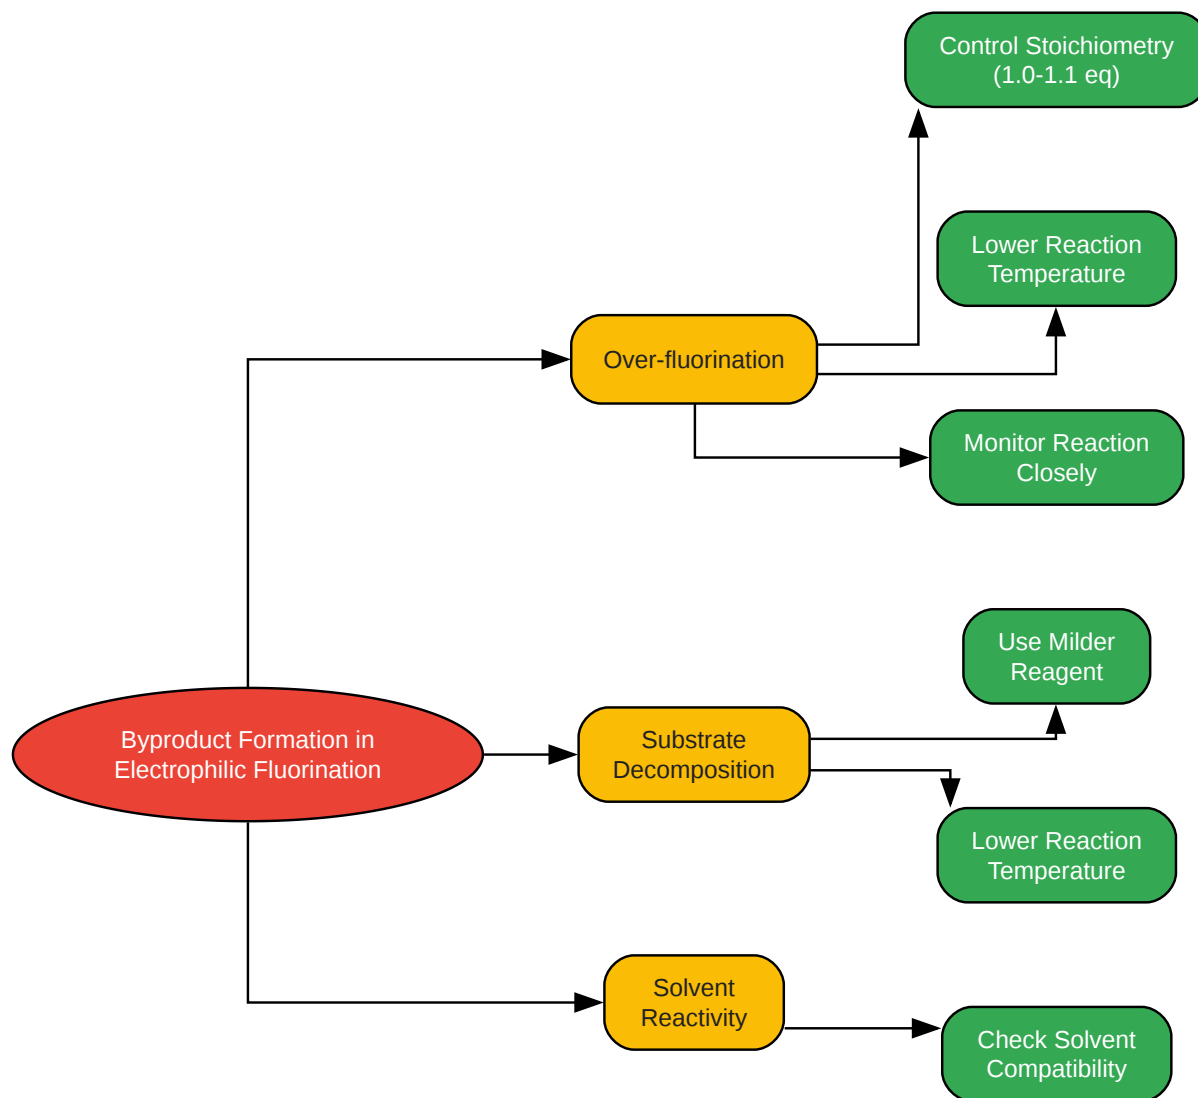 Control Stoichiometry
(1.0-1.1 eq)
Lower Reaction
Temperature
Over-fluorination
Monitor Reaction
Closely
Use Milder
Reagent
Byproduct Formation in
Electrophilic Fluorination
Substrate
Decomposition
Lower Reaction
Temperature
Solvent
Reactivity
Check Solvent
Compatibility